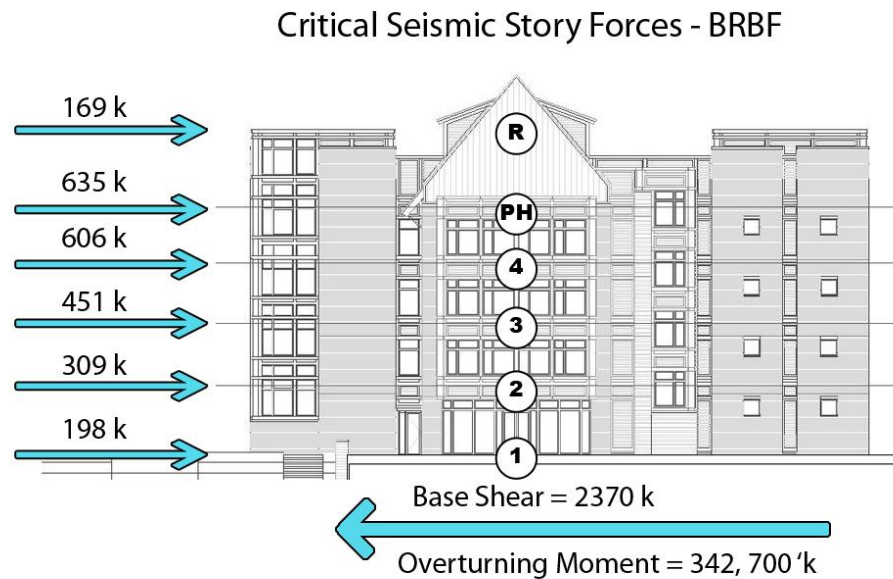 Critical Seismic Story Forces - BRBF
169 k
R
635 k
PH
606 k
4
451 k
3
309 k
2
198 k
1
Base Shear = 2370 k
Overturning Moment = 342, 700 ‘k